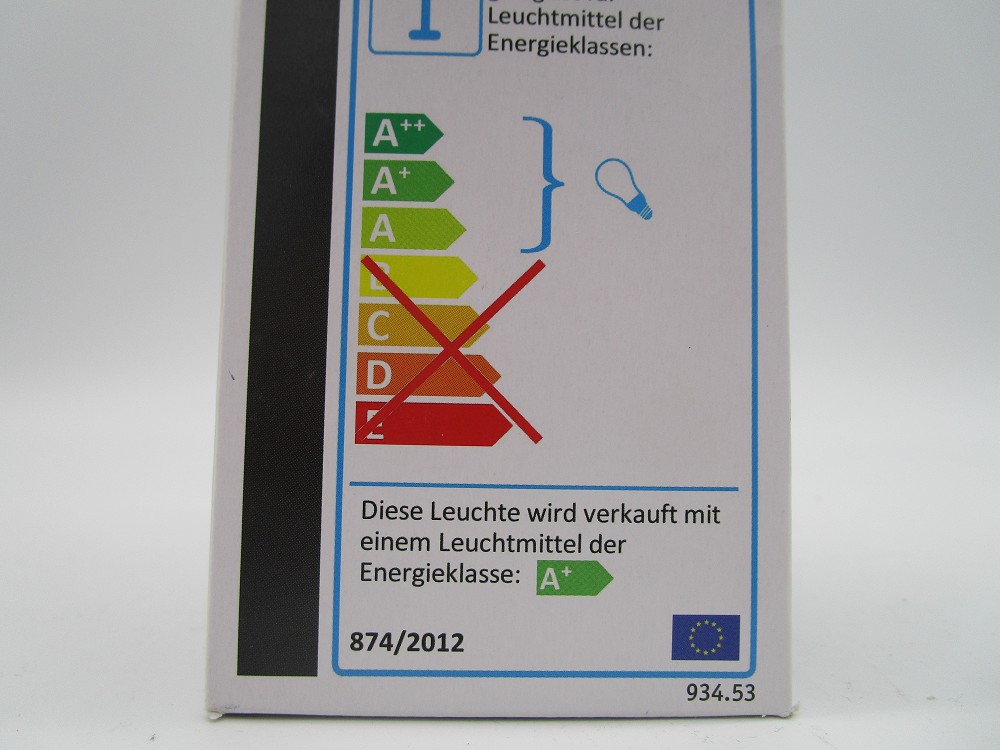 Leuchtmittel der
Energieklassen:
A++
A+
A
B
C
D
E
Diese Leuchte wird verkauft mit
einem Leuchtmittel der
Energieklasse: A+
874/2012
934.53